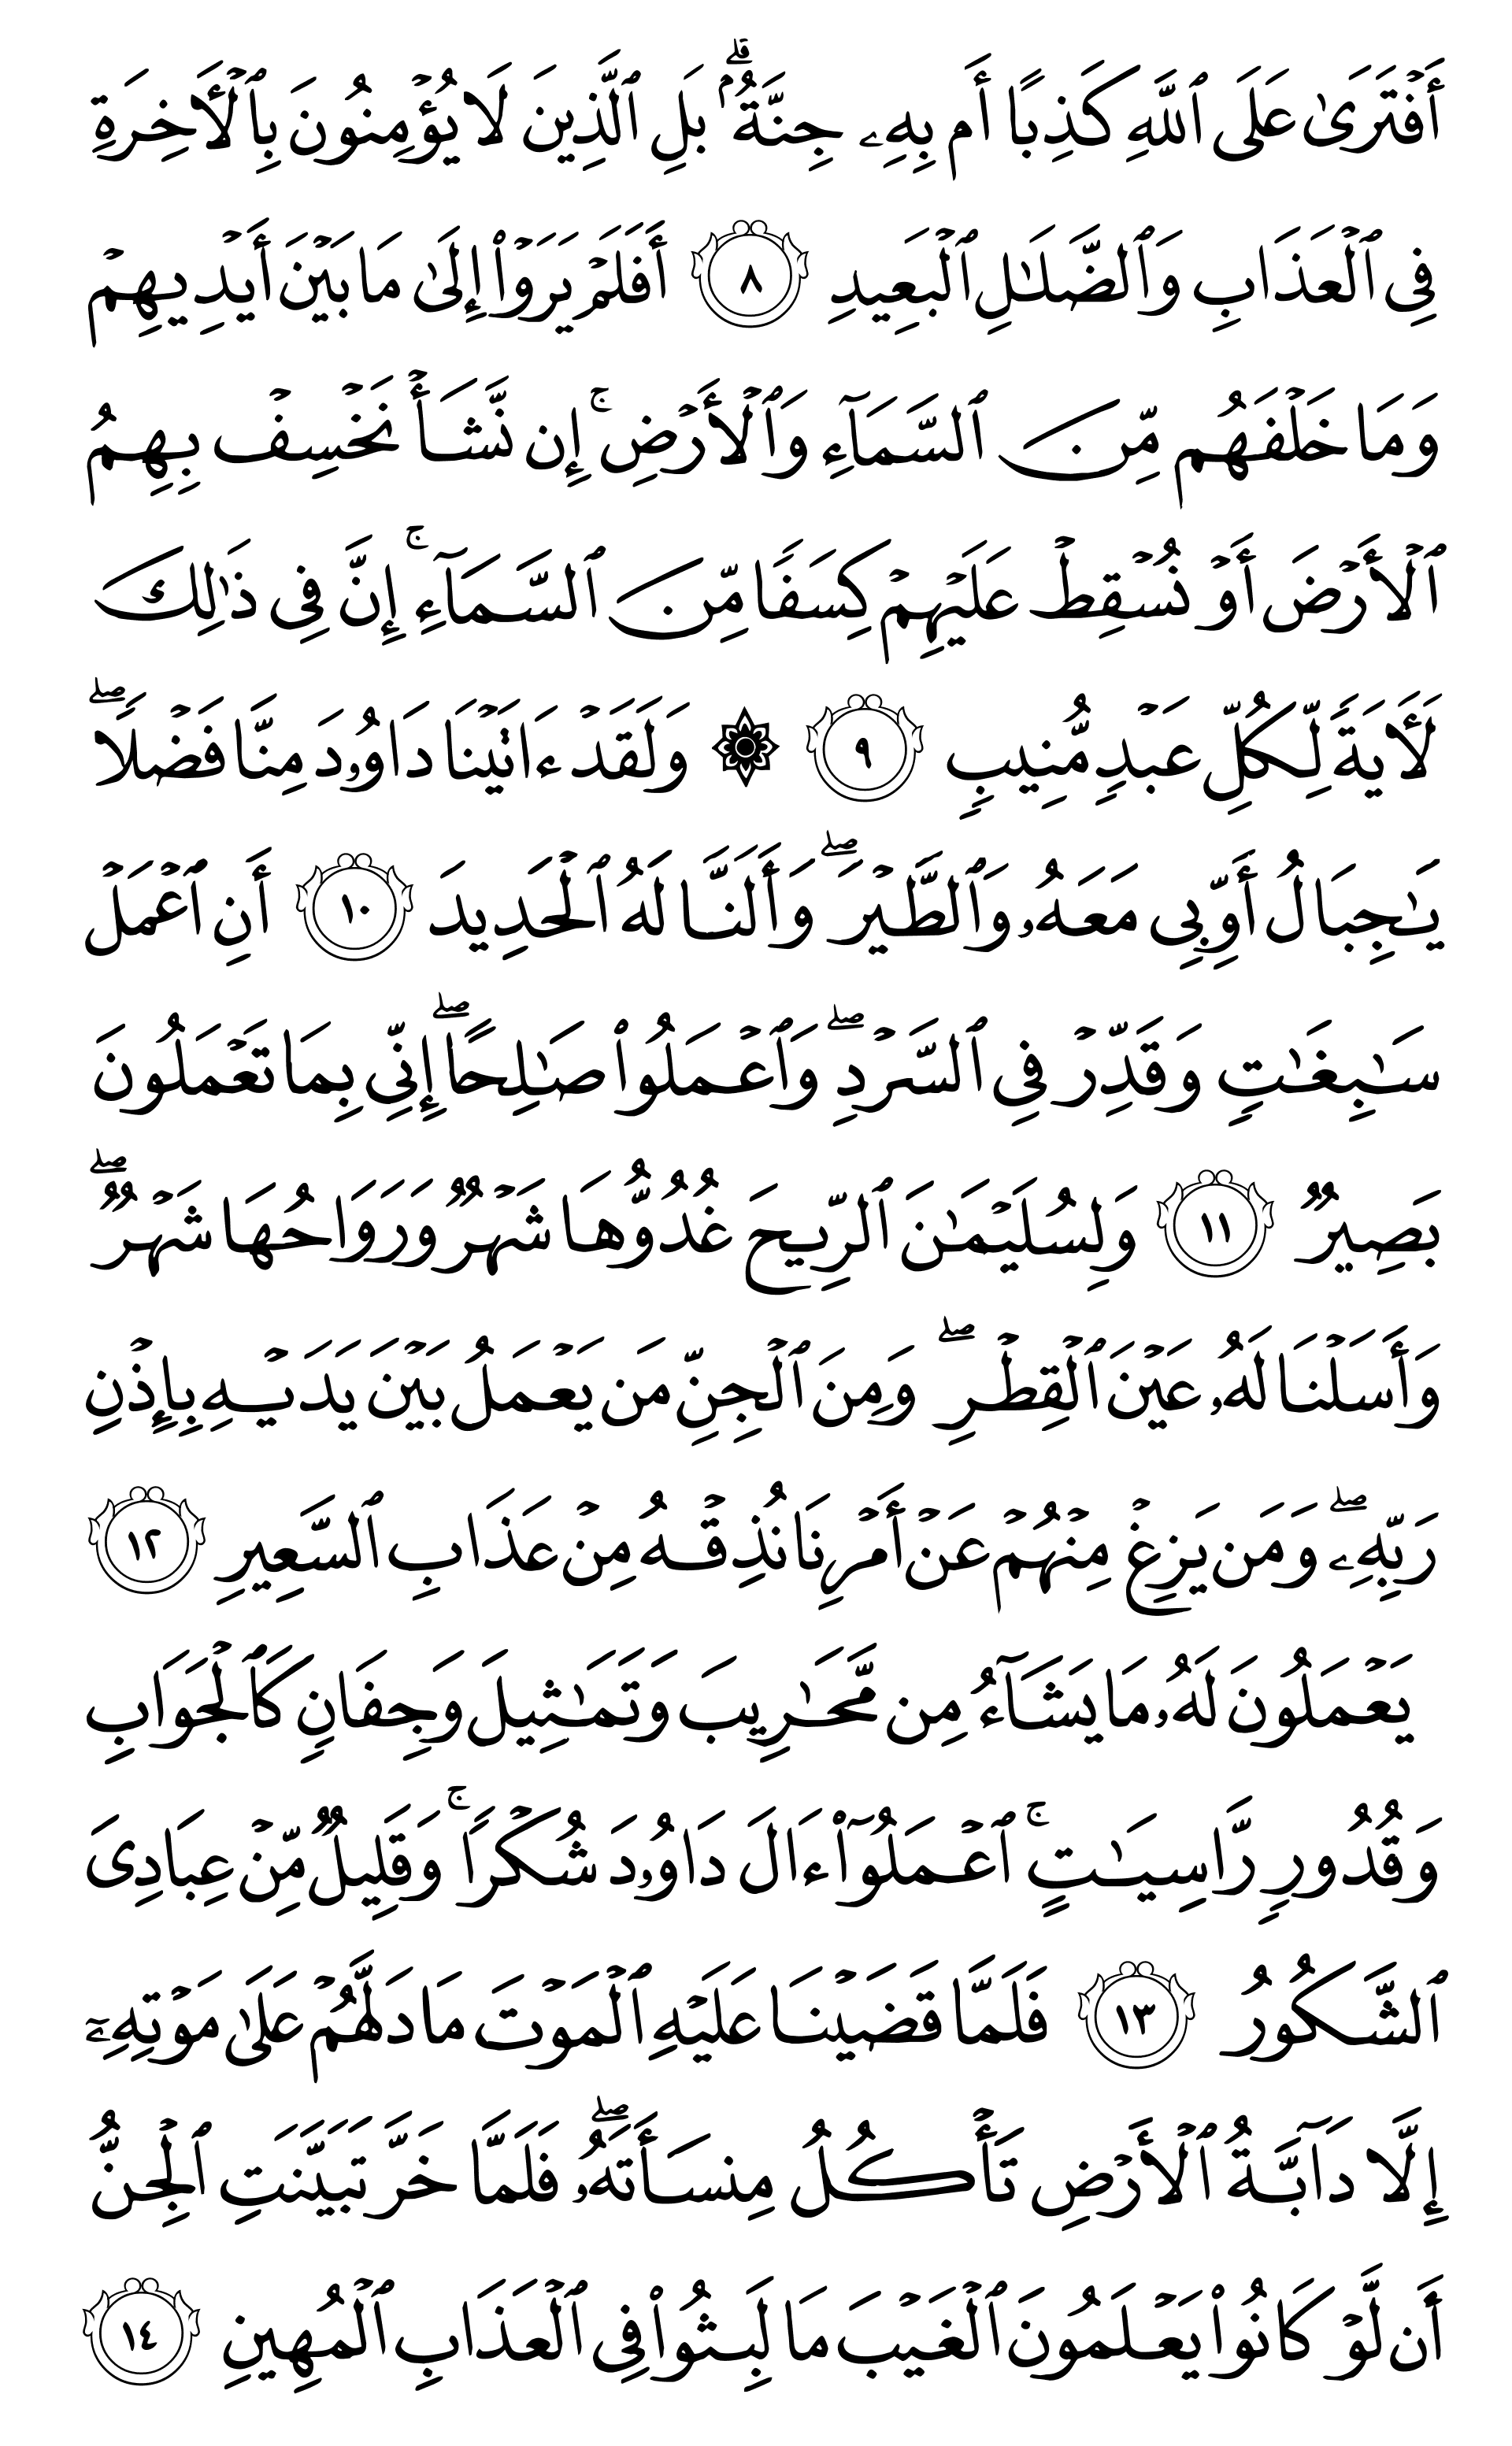 أَفۡتَرَىٰ عَلَى ٱللَّهِ كَذِبًا أَم بِهِۦ جِنَّةُۢۗ بَلِ ٱلَّذِينَ لَا يُؤۡمِنُونَ بِٱلۡأٓخِرَةِ
فِي ٱلۡعَذَابِ وَٱلضَّلَٰلِ ٱلۡبَعِيدِ ٨ أَفَلَمۡ يَرَوۡاْ إِلَىٰ مَا بَيۡنَ أَيۡدِيهِمۡ
وَمَا خَلۡفَهُم مِّنَ ٱلسَّمَآءِ وَٱلۡأَرۡضِۚ إِن نَّشَأۡ نَخۡسِفۡ بِهِمُ
ٱلۡأَرۡضَ أَوۡ نُسۡقِطۡ عَلَيۡهِمۡ كِسَفٗا مِّنَ ٱلسَّمَآءِۚ إِنَّ فِي ذَٰلِكَ
لَأٓيَةٗ لِّكُلِّ عَبۡدٖ مُّنِيبٖ ٩ ۞ وَلَقَدۡ ءَاتَيۡنَا دَاوُۥدَ مِنَّا فَضۡلٗاۖ
يَٰجِبَالُ أَوِّبِي مَعَهُۥ وَٱلطَّيۡرَۖ وَأَلَنَّا لَهُ ٱلۡحَدِيدَ ١٠ أَنِ ٱعۡمَلۡ
سَٰبِغَٰتٖ وَقَدِّرۡ فِي ٱلسَّرۡدِۖ وَٱعۡمَلُواْ صَٰلِحًاۖ إِنِّي بِمَا تَعۡمَلُونَ
بَصِيرٞ ١١ وَلِسُلَيۡمَٰنَ ٱلرِّيحَ غُدُوُّهَا شَهۡرٞ وَرَوَاحُهَا شَهۡرٞۖ
وَأَسَلۡنَا لَهُۥ عَيۡنَ ٱلۡقِطۡرِۖ وَمِنَ ٱلۡجِنِّ مَن يَعۡمَلُ بَيۡنَ يَدَيۡهِ بِإِذۡنِ
رَبِّهِۦۖ وَمَن يَزِغۡ مِنۡهُمۡ عَنۡ أَمۡرِنَا نُذِقۡهُ مِنۡ عَذَابِ ٱلسَّعِيرِ ١٢
يَعۡمَلُونَ لَهُۥ مَا يَشَآءُ مِن مَّحَٰرِيبَ وَتَمَٰثِيلَ وَجِفَانٖ كَٱلۡجَوَابِ
وَقُدُورٖ رَّاسِيَٰتٍۚ ٱعۡمَلُوٓاْ ءَالَ دَاوُۥدَ شُكۡرٗاۚ وَقَلِيلٞ مِّنۡ عِبَادِيَ
ٱلشَّكُورُ ١٣ فَلَمَّا قَضَيۡنَا عَلَيۡهِ ٱلۡمَوۡتَ مَا دَلَّهُمۡ عَلَىٰ مَوۡتِهِۦٓ
إِلَّا دَآبَّةُ ٱلۡأَرۡضِ تَأۡكُلُ مِنسَأَتَهُۥۖ فَلَمَّا خَرَّ تَبَيَّنَتِ ٱلۡجِنُّ
أَن لَّوۡ كَانُواْ يَعۡلَمُونَ ٱلۡغَيۡبَ مَا لَبِثُواْ فِي ٱلۡعَذَابِ ٱلۡمُهِينِ ١٤